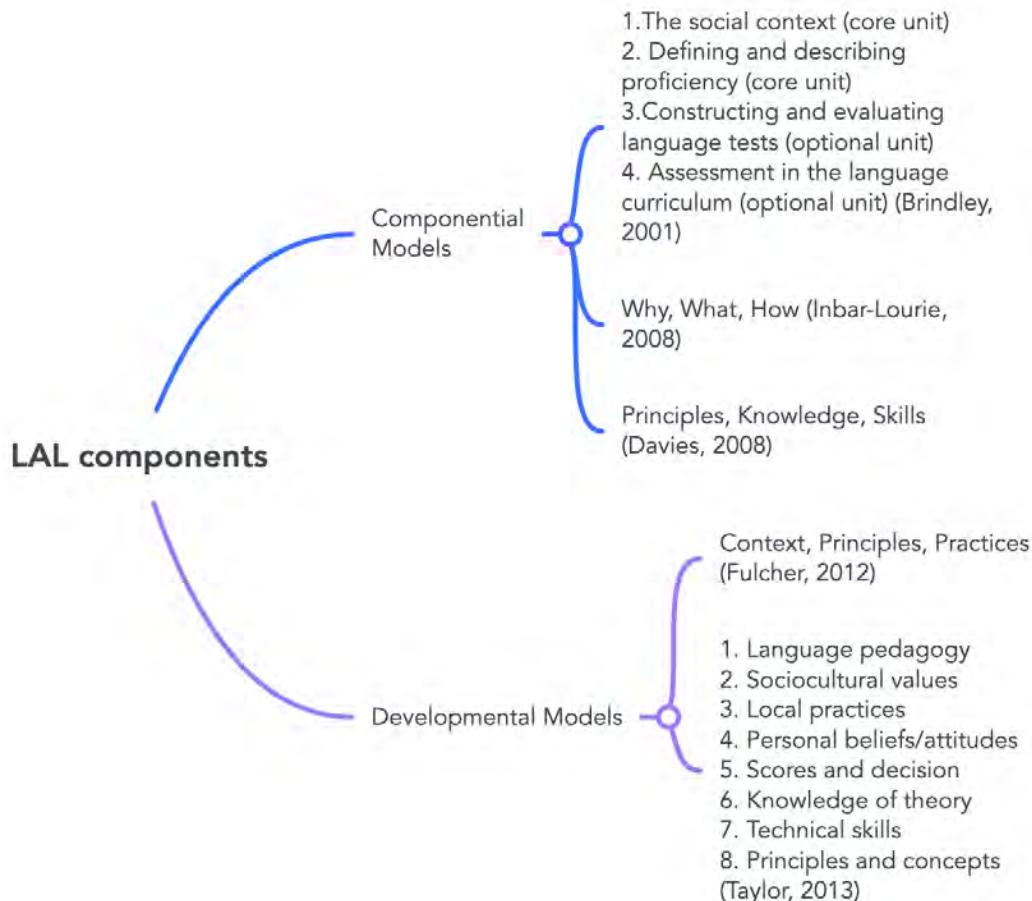 1.The social context (core unit)
2. Defining and describing
proficiency (core unit)
3.Constructing and evaluating
language tests (optional unit)
4. Assessment in the language
curriculum (optional unit) (Brindley,
2001)
Componential
Models
Why, What, How (Inbar-Lourie,
2008)
Principles, Knowledge, Skills
(Davies, 2008)
LAL components
Context, Principles, Practices
(Fulcher, 2012)
Developmental Models
1. Language pedagogy
2. Sociocultural values
3. Local practices
4. Personal beliefs/attitudes
5. Scores and decision
6. Knowledge of theory
7. Technical skills
8. Principles and concepts
(Taylor, 2013)